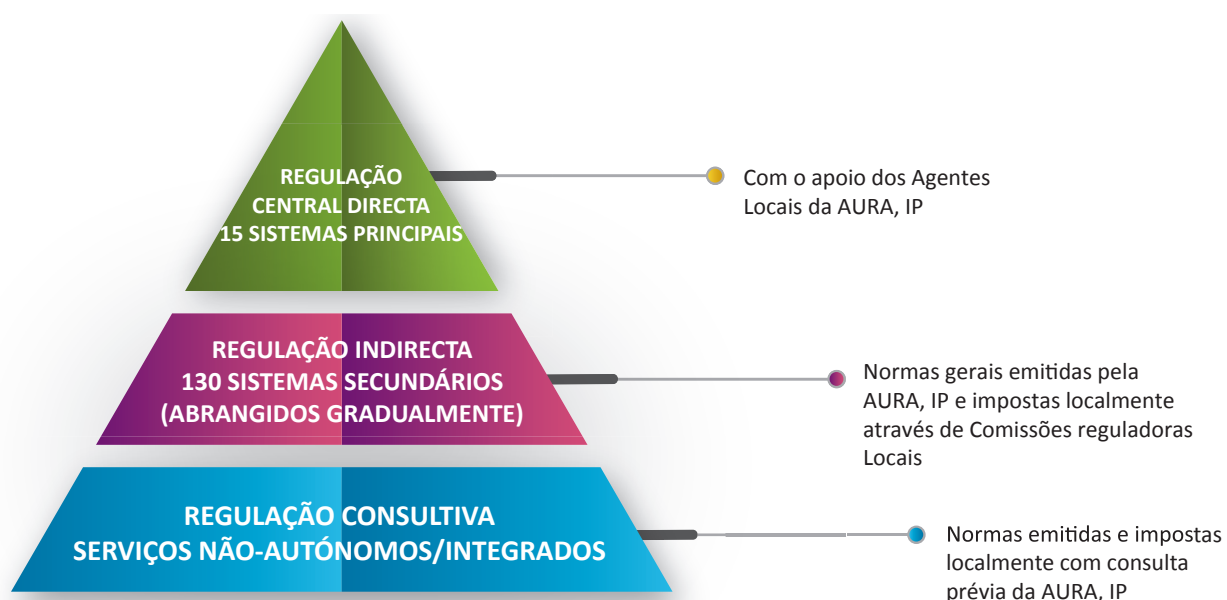 REGULAÇÃO
CENTRAL DIRECTA
15 SISTEMAS PRINCIPAIS
Com o apoio dos Agentes
Locais da AURA, IP
REGULAÇÃO INDIRECTA
130 SISTEMAS SECUNDÁRIOS
(ABRANGIDOS GRADUALMENTE)
Normas gerais emitidas pela
AURA, IP e impostas localmente
através de Comissões reguladoras
Locais
REGULAÇÃO CONSULTIVA
SERVIÇOS NÃO-AUTÓNOMOS/INTEGRADOS
Normas emitidas e impostas
localmente com consulta
prévia da AURA, IP